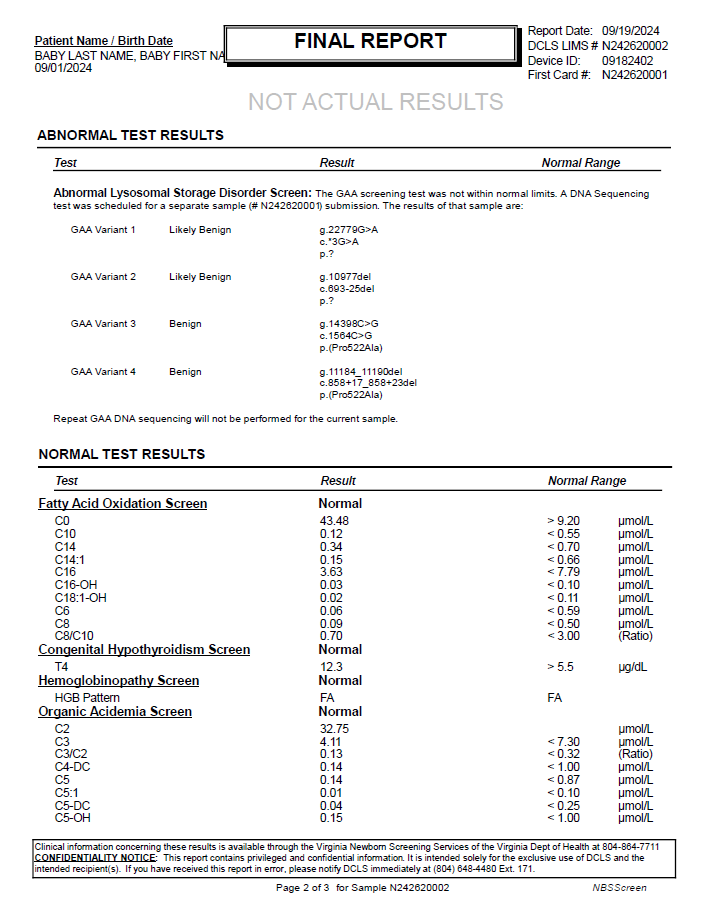 Patient Name / Birth Date
BABY LAST NAME, BABY FIRST NA
09/01/2024
FINAL REPORT
Report Date: 09/19/2024
DCLS LIMS # N242620002
Device ID: 09182402
First Card #: N242620001
NOT ACTUAL RESULTS
ABNORMAL TEST RESULTS
Test Result Normal Range
Abnormal Lysosomal Storage Disorder Screen: The GAA screening test was not within normal limits. A DNA Sequencing
test was scheduled for a separate sample (# N242620001) submission. The results of that sample are:
GAA Variant 1 Likely Benign g.22779G>A
c.*3G>A
p.?
GAA Variant 2 Likely Benign g.10977del
c.693-25del
p.?
GAA Variant 3 Benign g.14398C>G
c.1564C>G
p.(Pro522Ala)
GAA Variant 4 Benign g.11184_11190del
c.858+17_858+23del
p.(Pro522Ala)
Repeat GAA DNA sequencing will not be performed for the current sample.
NORMAL TEST RESULTS
Test Result Normal Range
Fatty Acid Oxidation Screen Normal
C0 43.48 > 9.20 µmol/L
C10 0.12 < 0.55 µmol/L
C14 0.34 < 0.70 µmol/L
C14:1 0.15 < 0.66 µmol/L
C16 3.63 < 7.79 µmol/L
C16-OH 0.03 < 0.10 µmol/L
C18:1-OH 0.02 < 0.11 µmol/L
C6 0.06 < 0.59 µmol/L
C8 0.09 < 0.50 µmol/L
C8/C10 0.70 < 3.00 (Ratio)
Congenital Hypothyroidism Screen Normal
T4 12.3 > 5.5 µg/dL
Hemoglobinopathy Screen Normal
HGB Pattern FA FA
Organic Acidemia Screen Normal
C2 32.75 µmol/L
C3 4.11 < 7.30 µmol/L
C3/C2 0.13 < 0.32 (Ratio)
C4-DC 0.14 < 1.00 µmol/L
C5 0.14 < 0.87 µmol/L
C5:1 0.01 < 0.10 µmol/L
C5-DC 0.04 < 0.25 µmol/L
C5-OH 0.15 < 1.00 µmol/L
Clinical information concerning these results is available through the Virginia Newborn Screening Services of the Virginia Dept of Health at 804-864-7711
CONFIDENTIALITY NOTICE: This report contains privileged and confidential information. It is intended solely for the exclusive use of DCLS and the
intended recipient(s). If you have received this report in error, please notify DCLS immediately at (804) 648-4480 Ext. 171.
Page 2 of 3 for Sample N242620002 NBSScreen